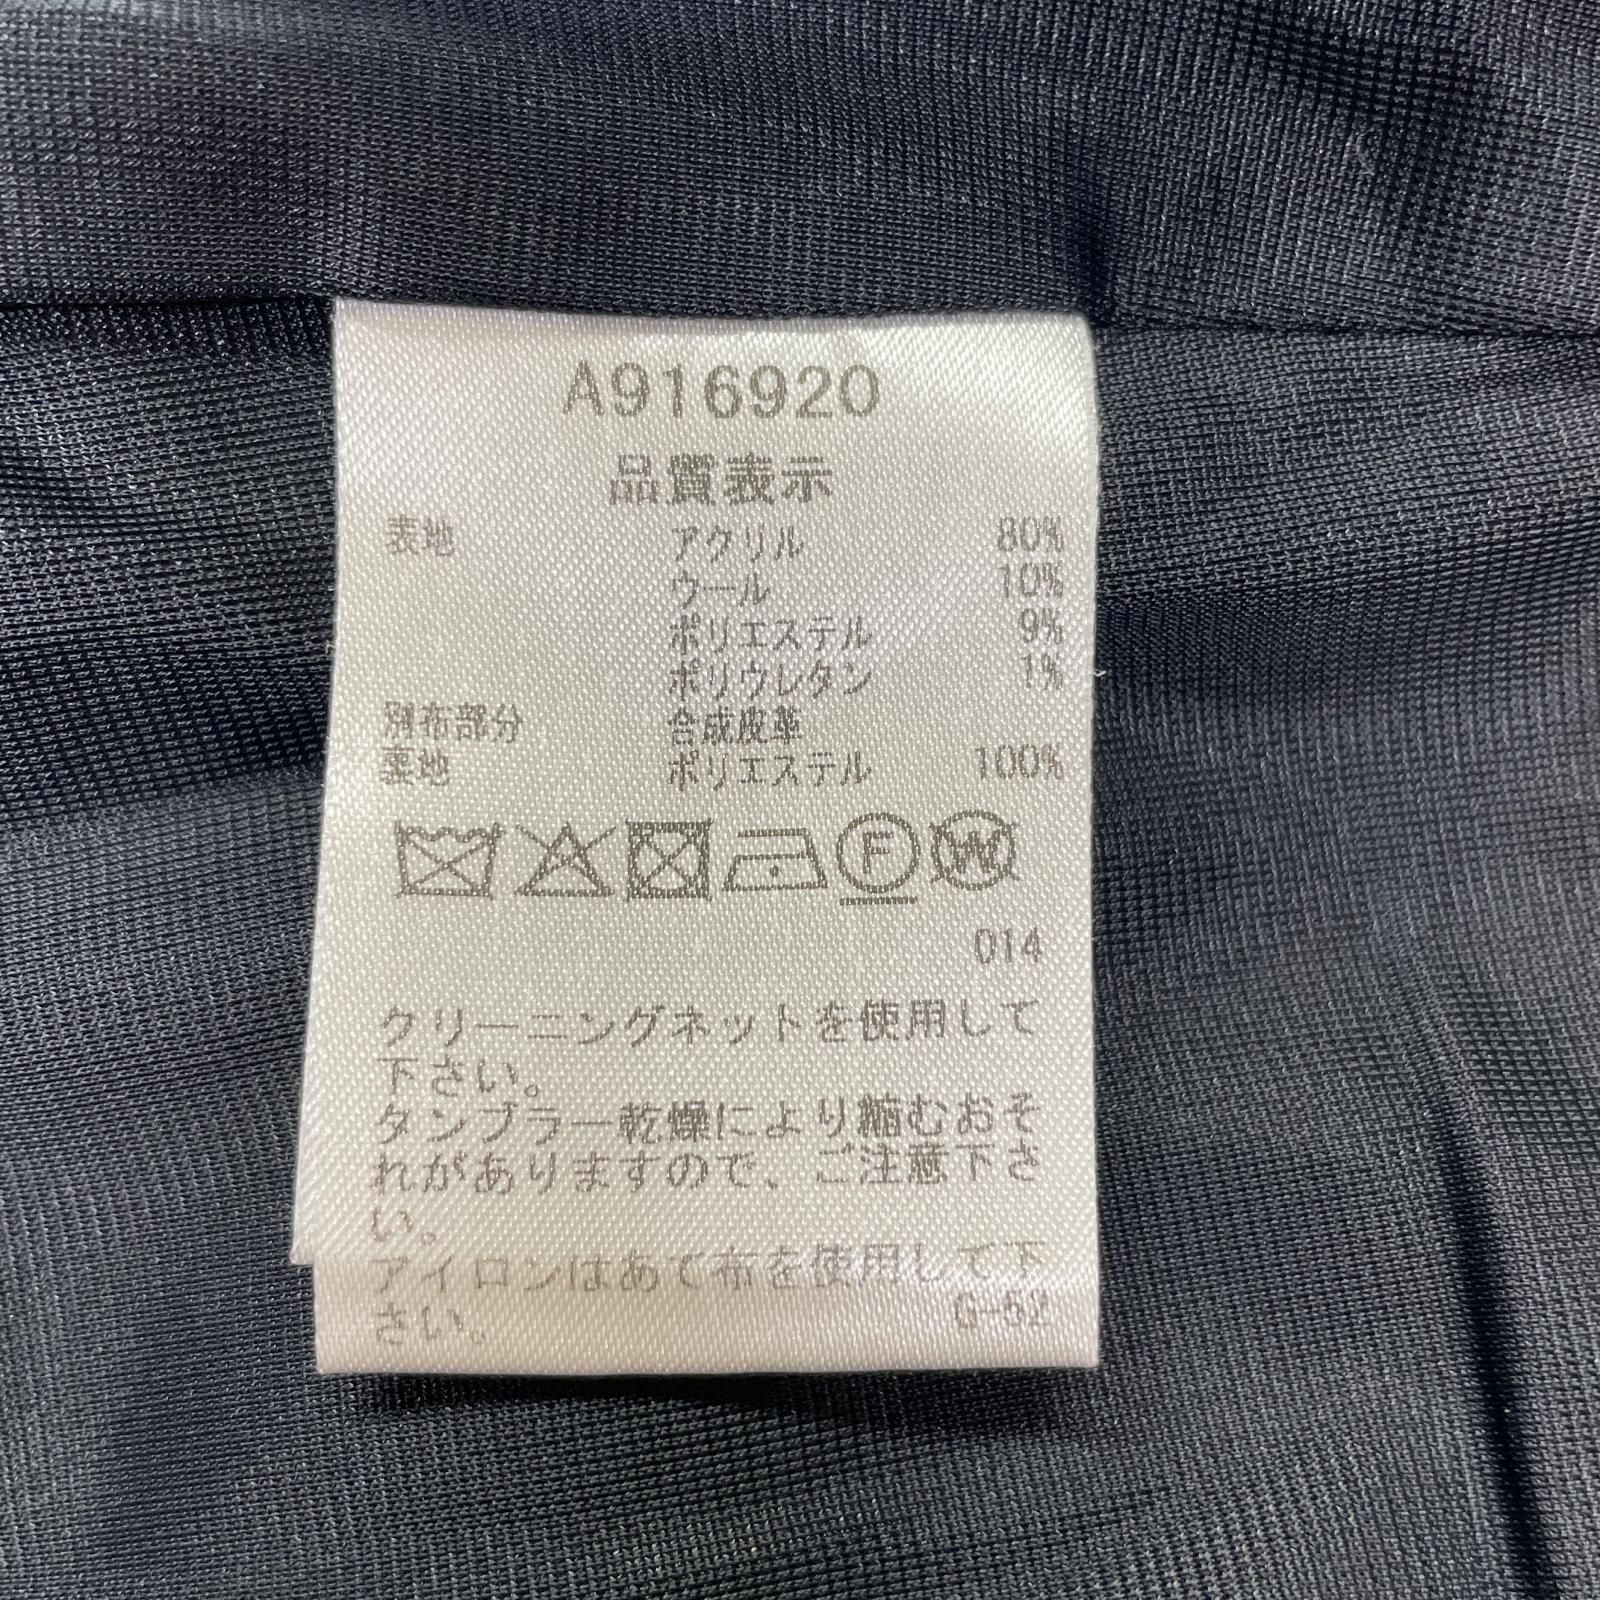 A916920
品質表示
表地 アクリル 80%
ウール 10%
ポリエステル 9%
ポリウレタン 1%
別布部分 合成皮革
裏地 ポリエステル 100%
F W
014
クリーニングネットを使用して
下さい。
タンブラー乾燥により縮むおそ
れがありますので、ご注意下さ
い。
アイロンはあて布を使用して下
さい。 G-52